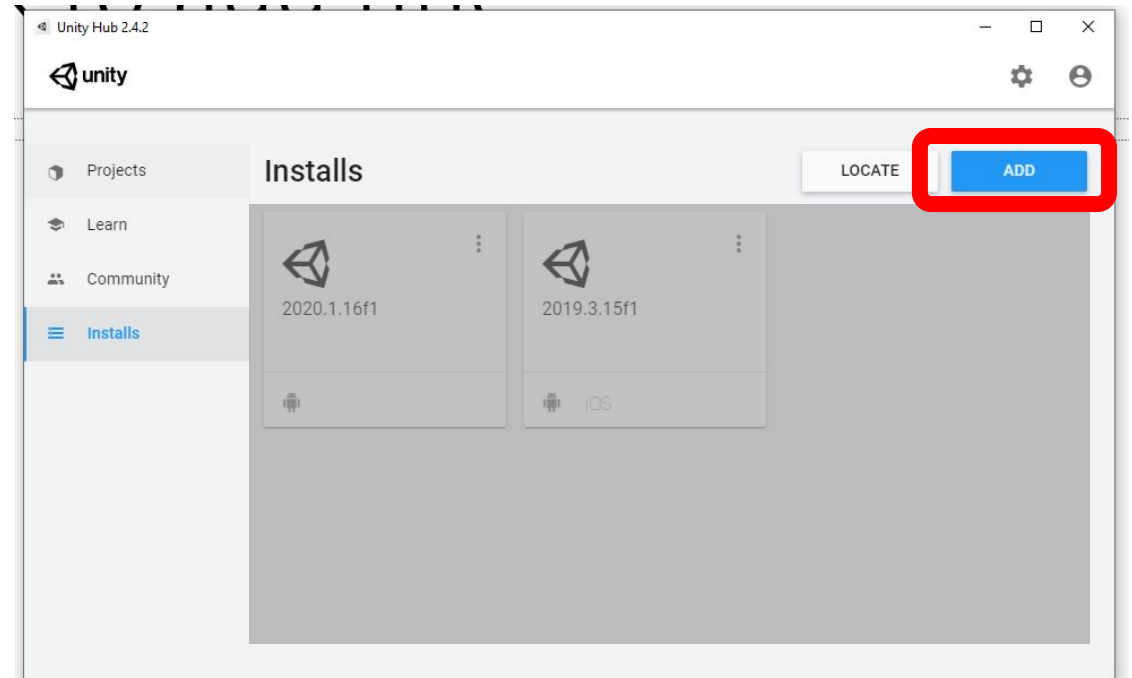 Unity Hub 2.4.2
unity
Projects
Installs
LOCATE
ADD
Learn
Community
2020.1.16f1
2019.3.15f1
Installs
iOS